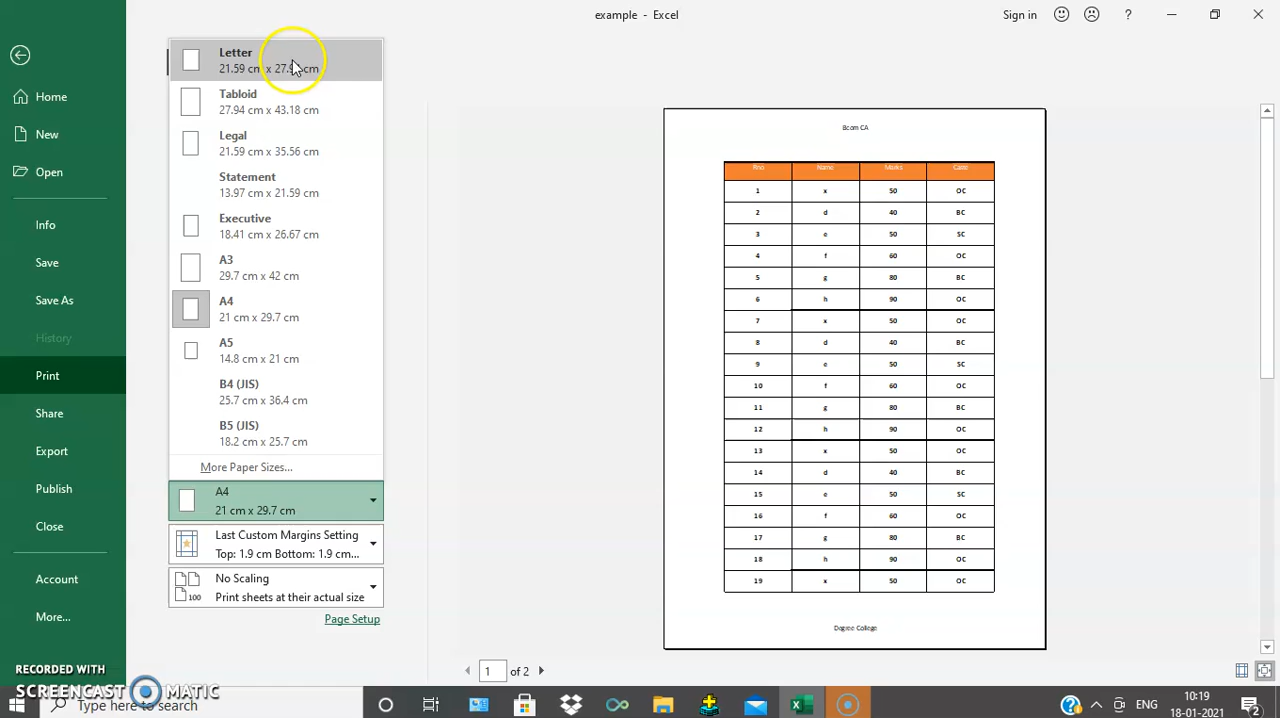 example - Excel
Sign in
?
Home
New
Open
Info
Save
Save As
History
Print
Share
Export
Publish
Close
Account
More...
Letter
21.59 cm x 27.94 cm
Tabloid
27.94 cm x 43.18 cm
Legal
21.59 cm x 35.56 cm
Statement
13.97 cm x 21.59 cm
Executive
18.41 cm x 26.67 cm
A3
29.7 cm x 42 cm
A4
21 cm x 29.7 cm
A5
14.8 cm x 21 cm
B4 (JIS)
25.7 cm x 36.4 cm
B5 (JIS)
18.2 cm x 25.7 cm
More Paper Sizes...
A4
21 cm x 29.7 cm
Last Custom Margins Setting
Top: 1.9 cm Bottom: 1.9 cm...
No Scaling
Print sheets at their actual size
100
Page Setup
Bcom CA
Rno Name Marks Caste
1 x 50 OC
2 d 40 BC
3 e 50 SC
4 f 60 OC
5 g 80 BC
6 h 90 OC
7 x 50 OC
8 d 40 BC
9 e 50 SC
10 f 60 OC
11 g 80 BC
12 h 90 OC
13 x 50 OC
14 d 40 BC
15 e 50 SC
16 f 60 OC
17 g 80 BC
18 h 90 OC
19 x 50 OC
Degree College
1 of 2
RECORDED WITH
SCREENCAST MATIC
Type here to search
ENG
10:19
18-01-2021
2